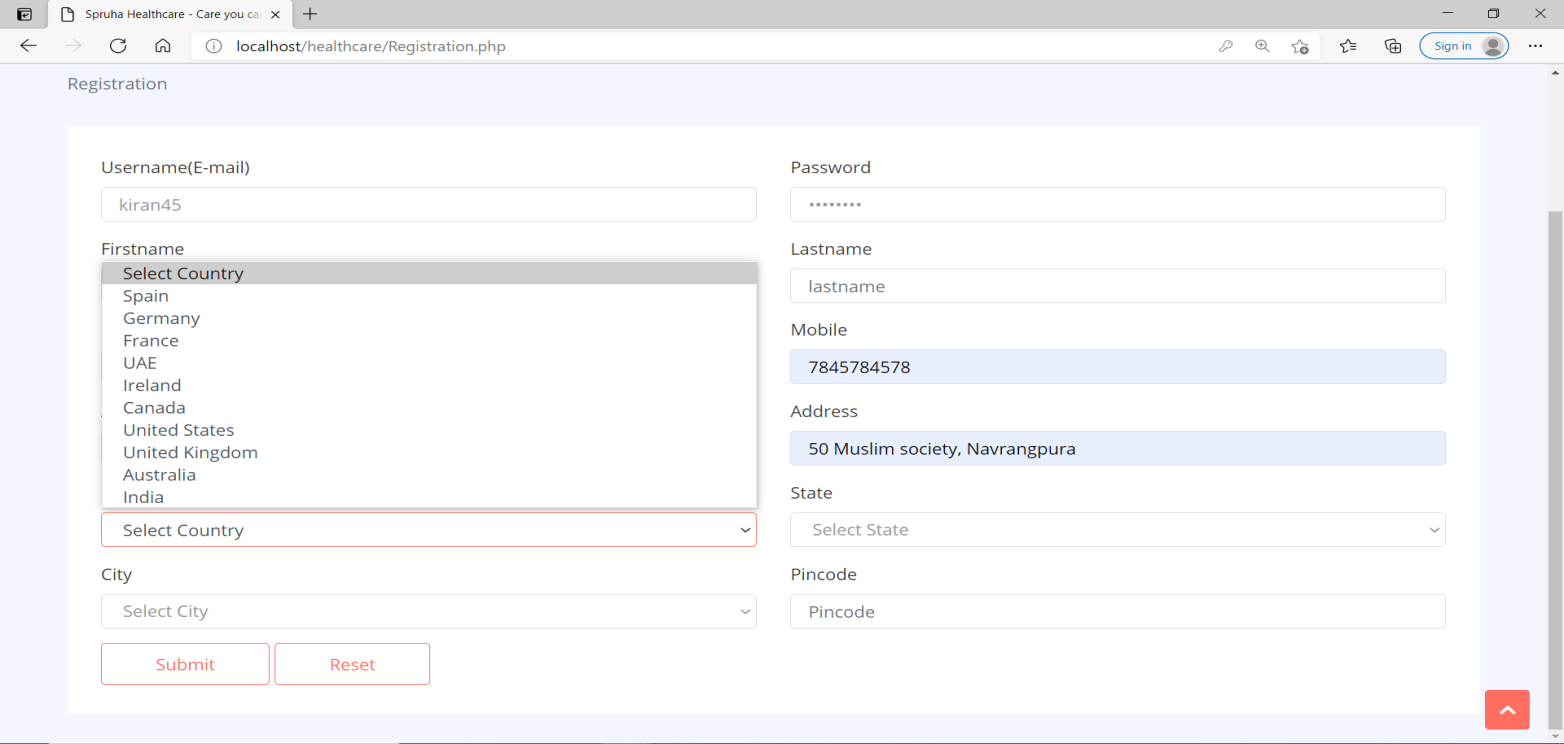 Spruha Healthcare - Care you ca
localhost/healthcare/Registration.php
Sign in
Registration
Username(E-mail)
Password
kiran45
••••••••
Firstname
Lastname
lastname
Select Country
Spain
Germany
France
UAE
Ireland
Canada
United States
United Kingdom
Australia
India
Mobile
7845784578
Address
50 Muslim society, Navrangpura
State
Select Country
Select State
City
Pincode
Select City
Pincode
Submit
Reset